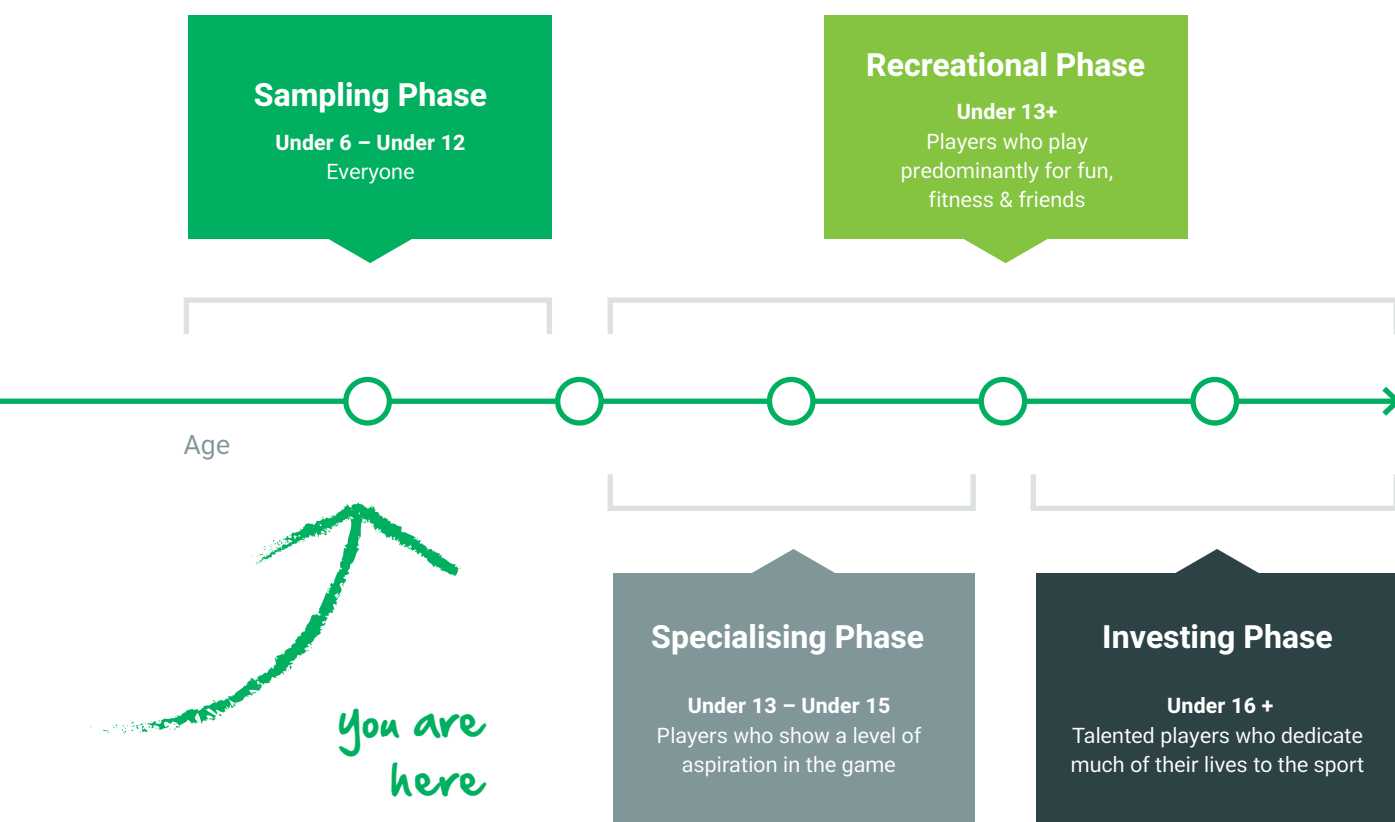 Sampling Phase
Under 6 – Under 12
Everyone
Recreational Phase
Under 13+
Players who play
predominantly for fun,
fitness & friends
Age
you are
here
Specialising Phase
Under 13 – Under 15
Players who show a level of
aspiration in the game
Investing Phase
Under 16 +
Talented players who dedicate
much of their lives to the sport